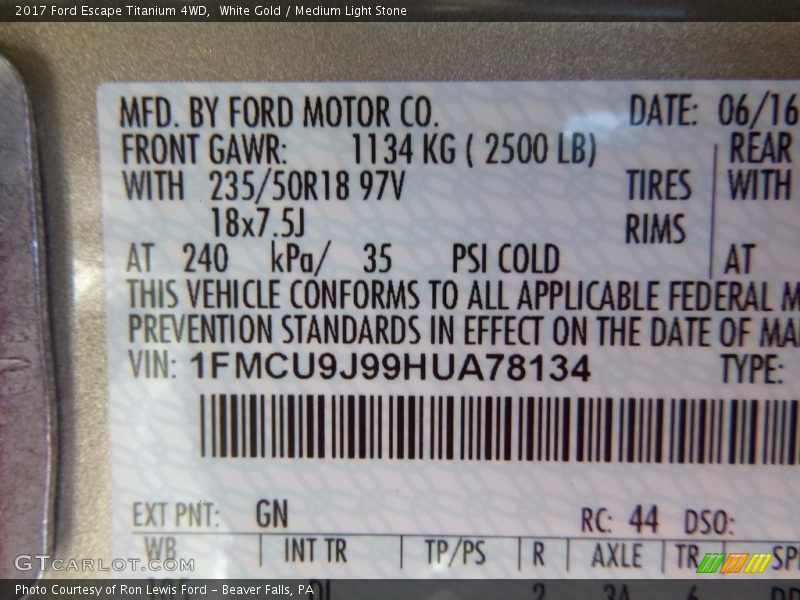 2017 Ford Escape Titanium 4WD,  White Gold / Medium Light Stone
MFD. BY FORD MOTOR CO. DATE: 06/16
FRONT GAWR: 1134 KG ( 2500 LB) REAR
WITH 235/50R18 97V TIRES WITH
18x7.5J RIMS
AT 240 kPa/ 35 PSI COLD AT
THIS VEHICLE CONFORMS TO ALL APPLICABLE FEDERAL M
PREVENTION STANDARDS IN EFFECT ON THE DATE OF MA
VIN: 1FMCU9J99HUA78134 TYPE:
EXT PNT: GN RC: 44 DSO:
WB INT TR TP/PS R AXLE TR SP
GTCARLOT.COM
Photo Courtesy of Ron Lewis Ford – Beaver Falls, PA